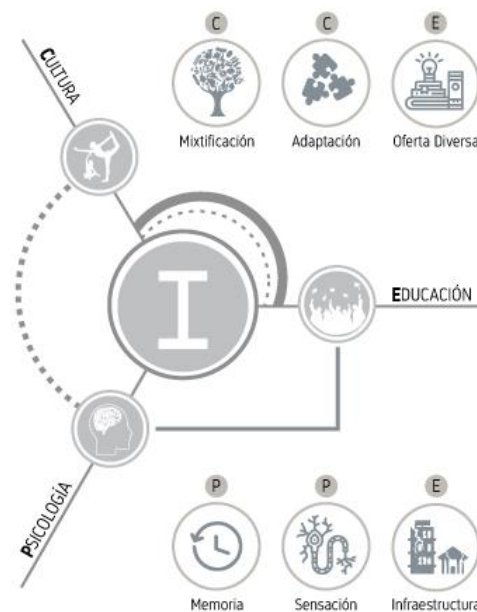 C
C
E
Mixtificación
Adaptación
Oferta Diversa
CULTURA
I
EDUCACIÓN
PSICOLOGÍA
P
P
E
Memoria
Sensación
Infraestructura